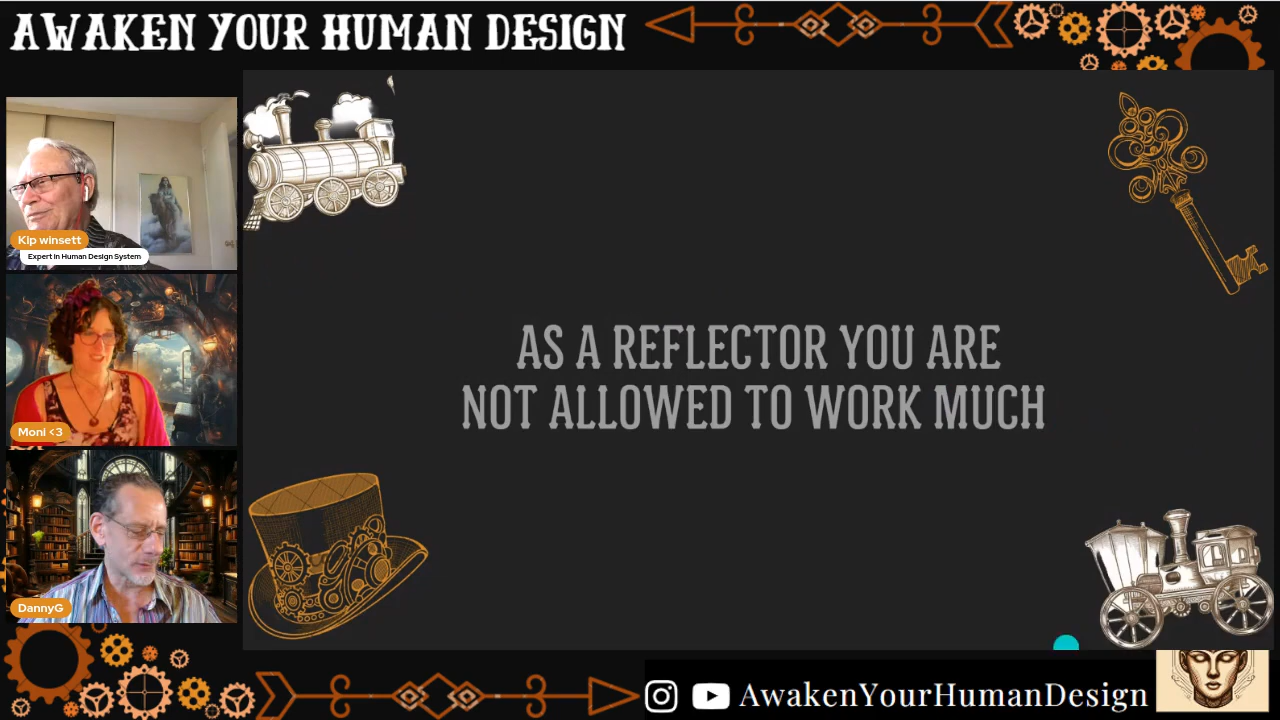 AWAKEN YOUR HUMAN DESIGN
Kip winsett
Expert in Human Design System
Moni <3
DannyG
AS A REFLECTOR YOU ARE
NOT ALLOWED TO WORK MUCH
AwakenYourHumanDesign